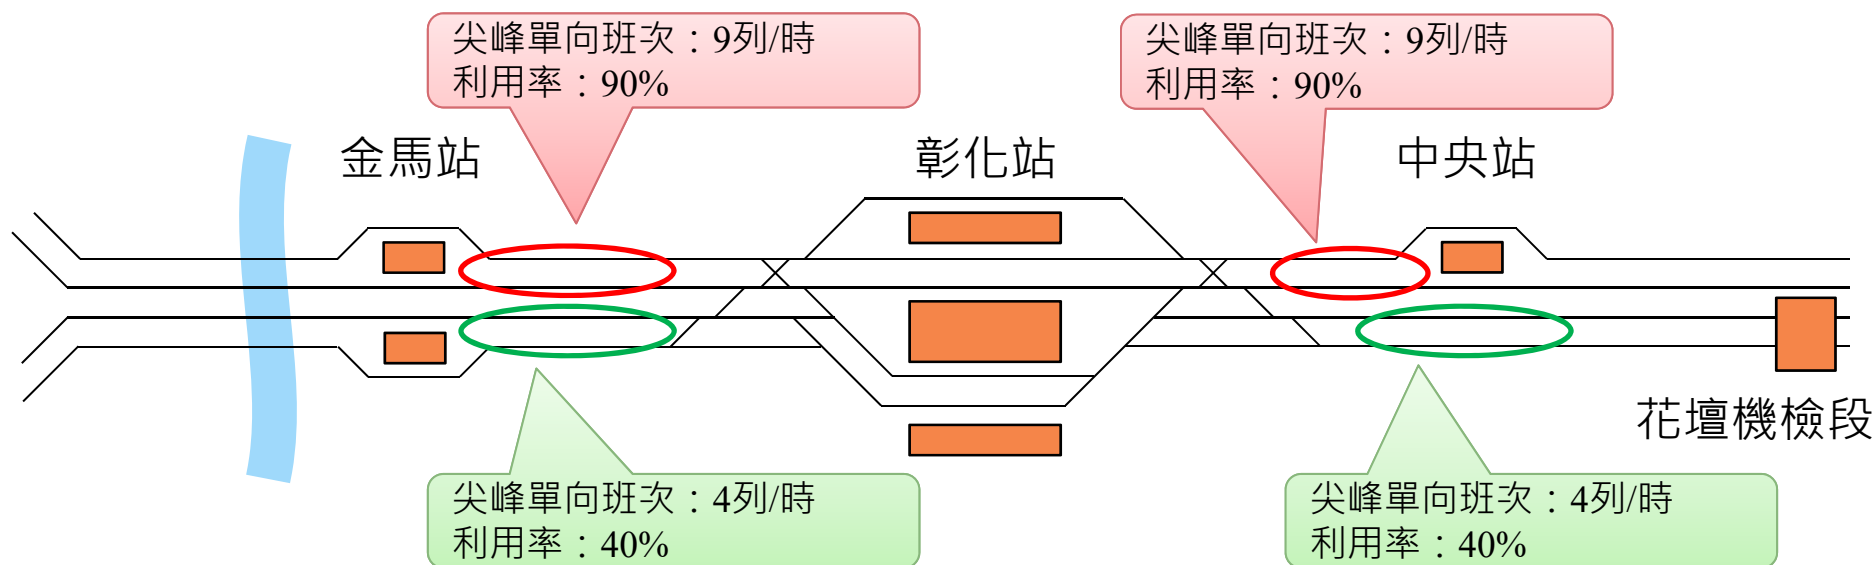 尖峰單向班次：9列/時
利用率：90%
尖峰單向班次：9列/時
利用率：90%
金馬站
彰化站
中央站
花壇機檢段
尖峰單向班次：4列/時
利用率：40%
尖峰單向班次：4列/時
利用率：40%